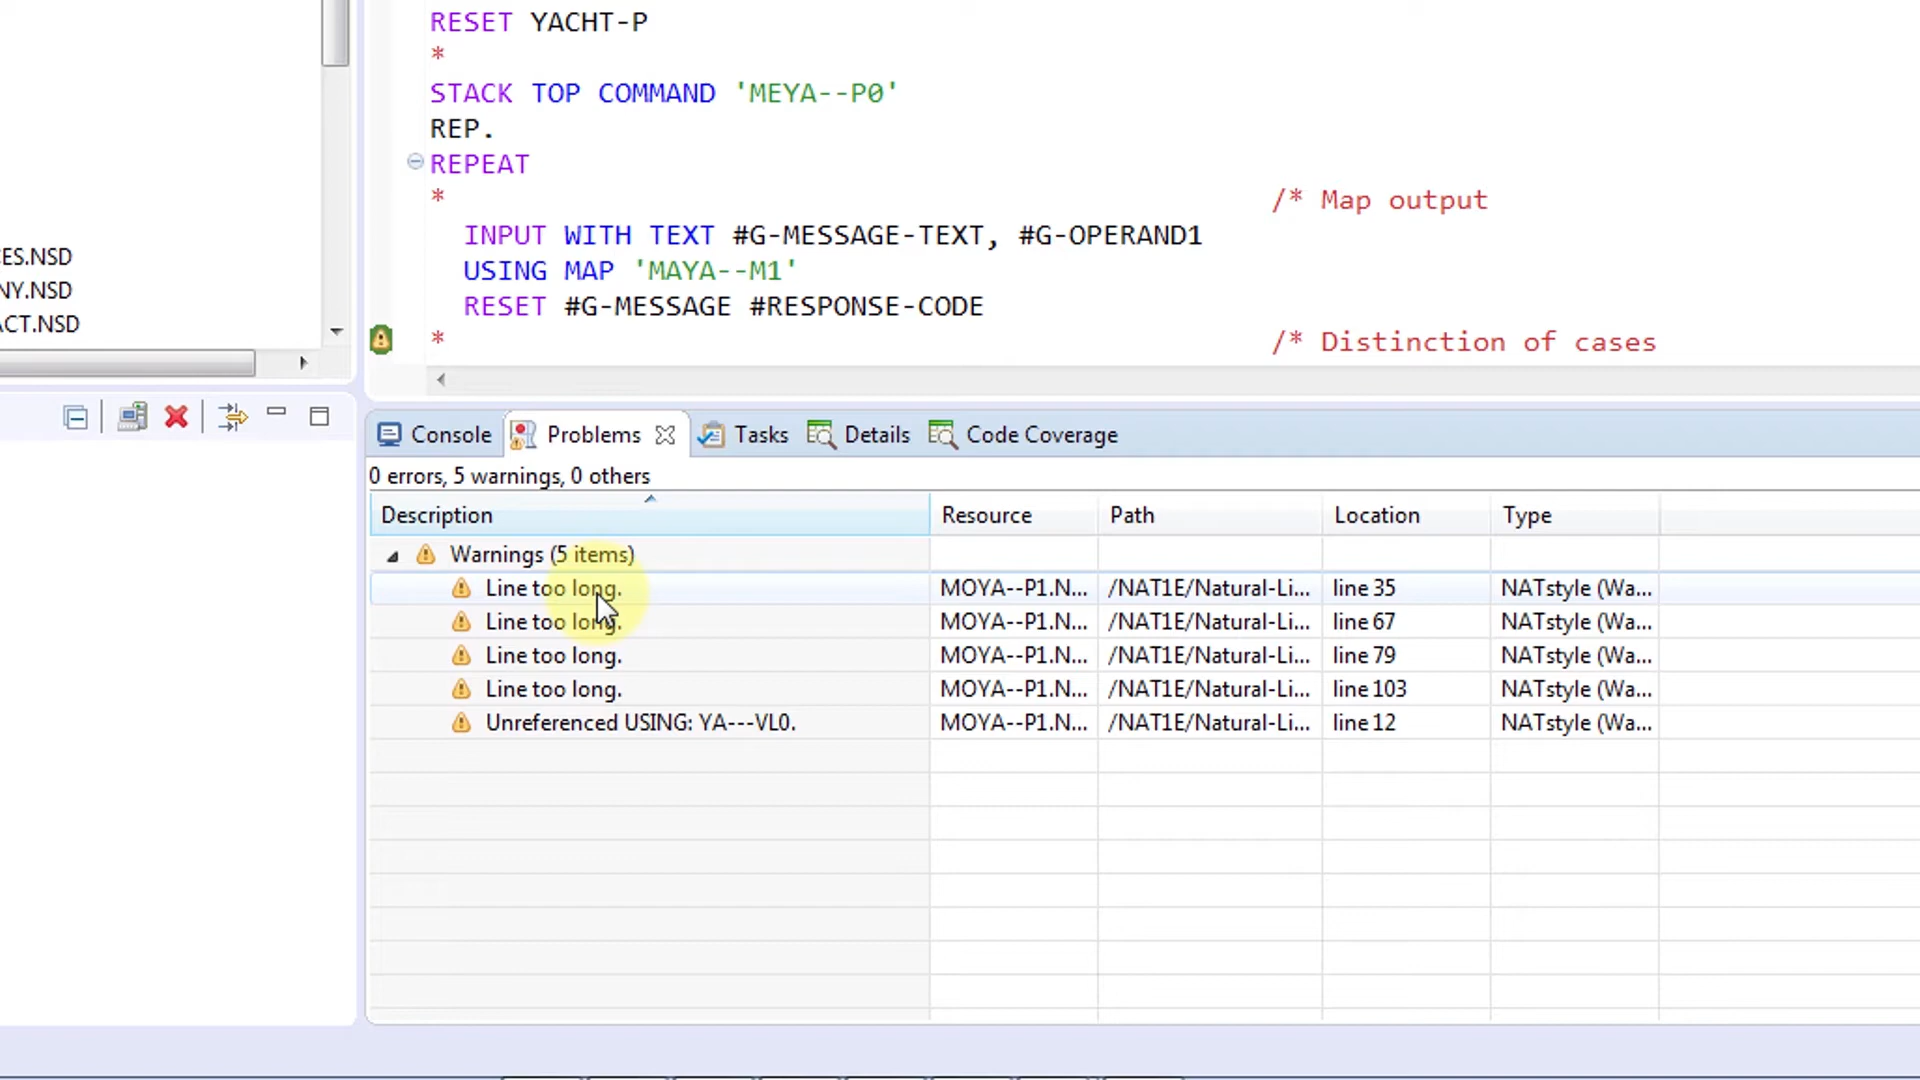 RESET YACHT-P
*
STACK TOP COMMAND 'MEYA--P0'
REP.
REPEAT
* /* Map output
INPUT WITH TEXT #G-MESSAGE-TEXT, #G-OPERAND1
USING MAP 'MAYA--M1'
RESET #G-MESSAGE #RESPONSE-CODE
* /* Distinction of cases
ES.NSD
NY.NSD
ACT.NSD
Console Problems Tasks Details Code Coverage
0 errors, 5 warnings, 0 others
Description Resource Path Location Type
Warnings (5 items)
Line too long. MOYA--P1.N... /NAT1E/Natural-Li... line 35 NATstyle (Wa...
Line too long. MOYA--P1.N... /NAT1E/Natural-Li... line 67 NATstyle (Wa...
Line too long. MOYA--P1.N... /NAT1E/Natural-Li... line 79 NATstyle (Wa...
Line too long. MOYA--P1.N... /NAT1E/Natural-Li... line 103 NATstyle (Wa...
Unreferenced USING: YA---VL0. MOYA--P1.N... /NAT1E/Natural-Li... line 12 NATstyle (Wa...